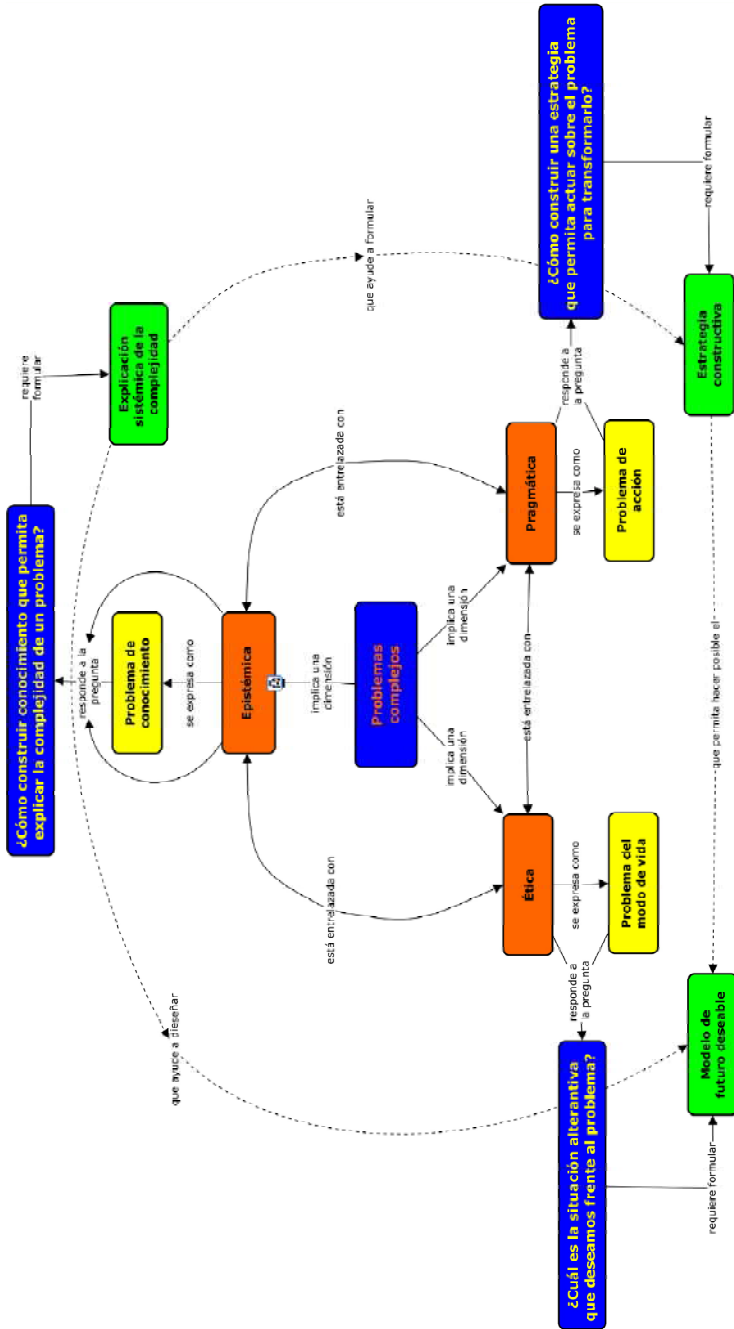 ¿Cómo construir conocimiento que permita
explicar la complejidad de un problema?
requiere
formular
Explicación
sistémica de la
complejidad
responde a la
pregunta
Problema de
conocimiento
se expresa como
Epistémica
que ayude a dieseñar
que ayude a formular
está entrelazada con
está entrelazada con
implica una
dimensión
Problemas
complejos
implica una
dimensión
implica una
dimensión
Ética
está entrelazada con
Pragmática
¿Cuál es la situación alterantiva
que deseamos frente al problema?
responde a
la pregunta
se expresa como
Problema del
modo de vida
se expresa como
Problema de
acción
responde a
la pregunta
¿Cómo construir una estrategia
que permita actuar sobre el problema
para transformarlo?
requiere formular
Modelo de
futuro deseable
que permita hacer posible el
Estrategia
constructiva
requiere formular